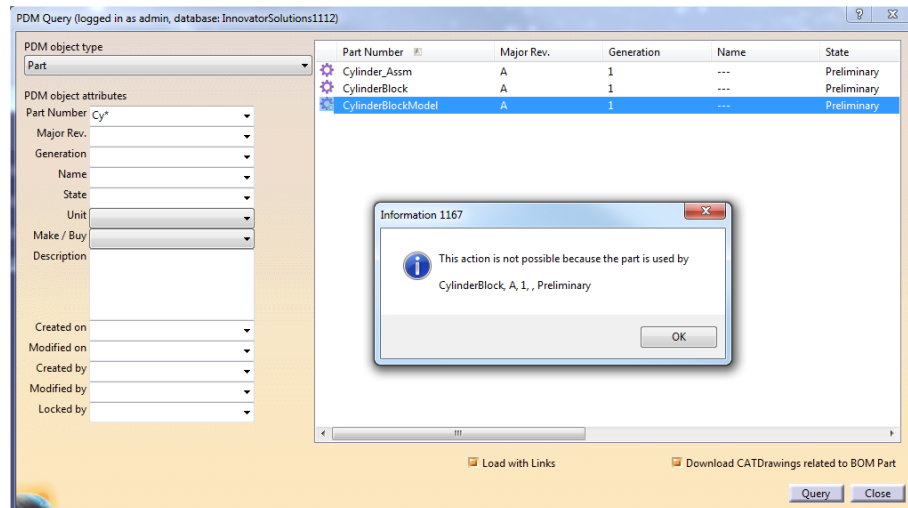 PDM Query (logged in as admin, database: InnovatorSolutions1112)
PDM object type
Part
PDM object attributes
Part Number Cy*
Major Rev.
Generation
Name
State
Unit
Make / Buy
Description
Created on
Modified on
Created by
Modified by
Locked by
Part Number Major Rev. Generation Name State
Cylinder_Assm A 1 --- Preliminary
CylinderBlock A 1 --- Preliminary
CylinderBlockModel A 1 --- Preliminary
Information 1167
This action is not possible because the part is used by
CylinderBlock, A, 1, , Preliminary
OK
Load with Links Download CATDrawings related to BOM Part
Query Close